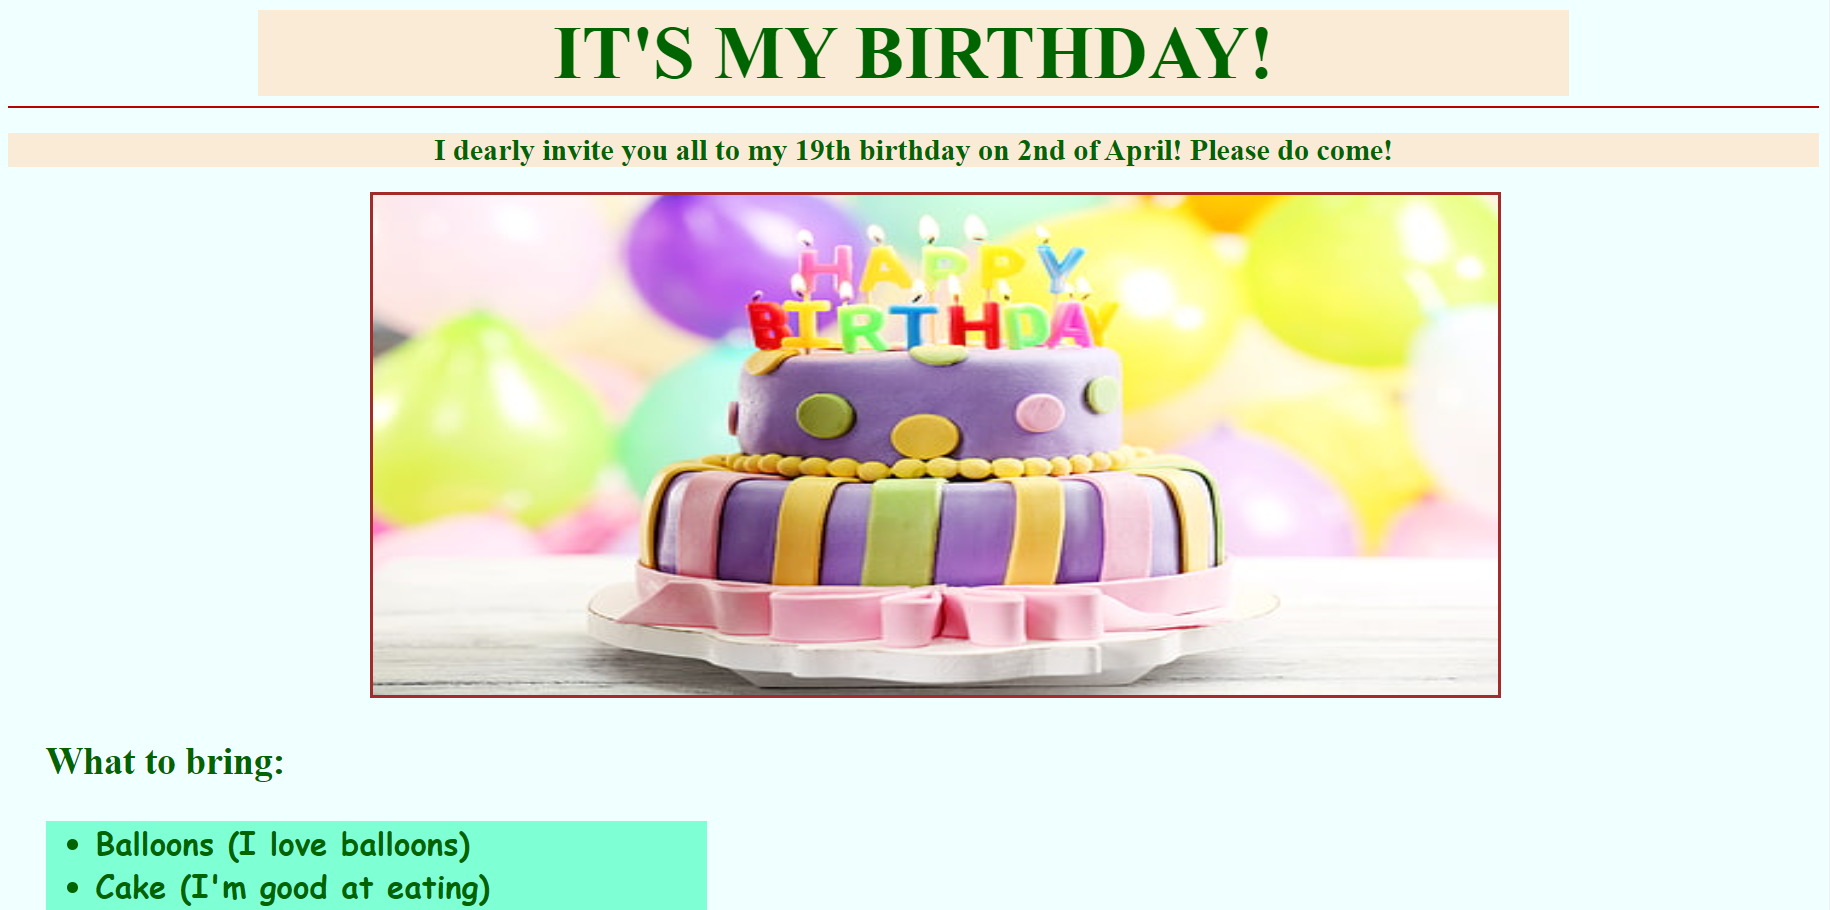 IT'S MY BIRTHDAY!
I dearly invite you all to my 19th birthday on 2nd of April! Please do come!
HAPPY
BIRTHDAY
What to bring:
Balloons (I love balloons)
Cake (I'm good at eating)